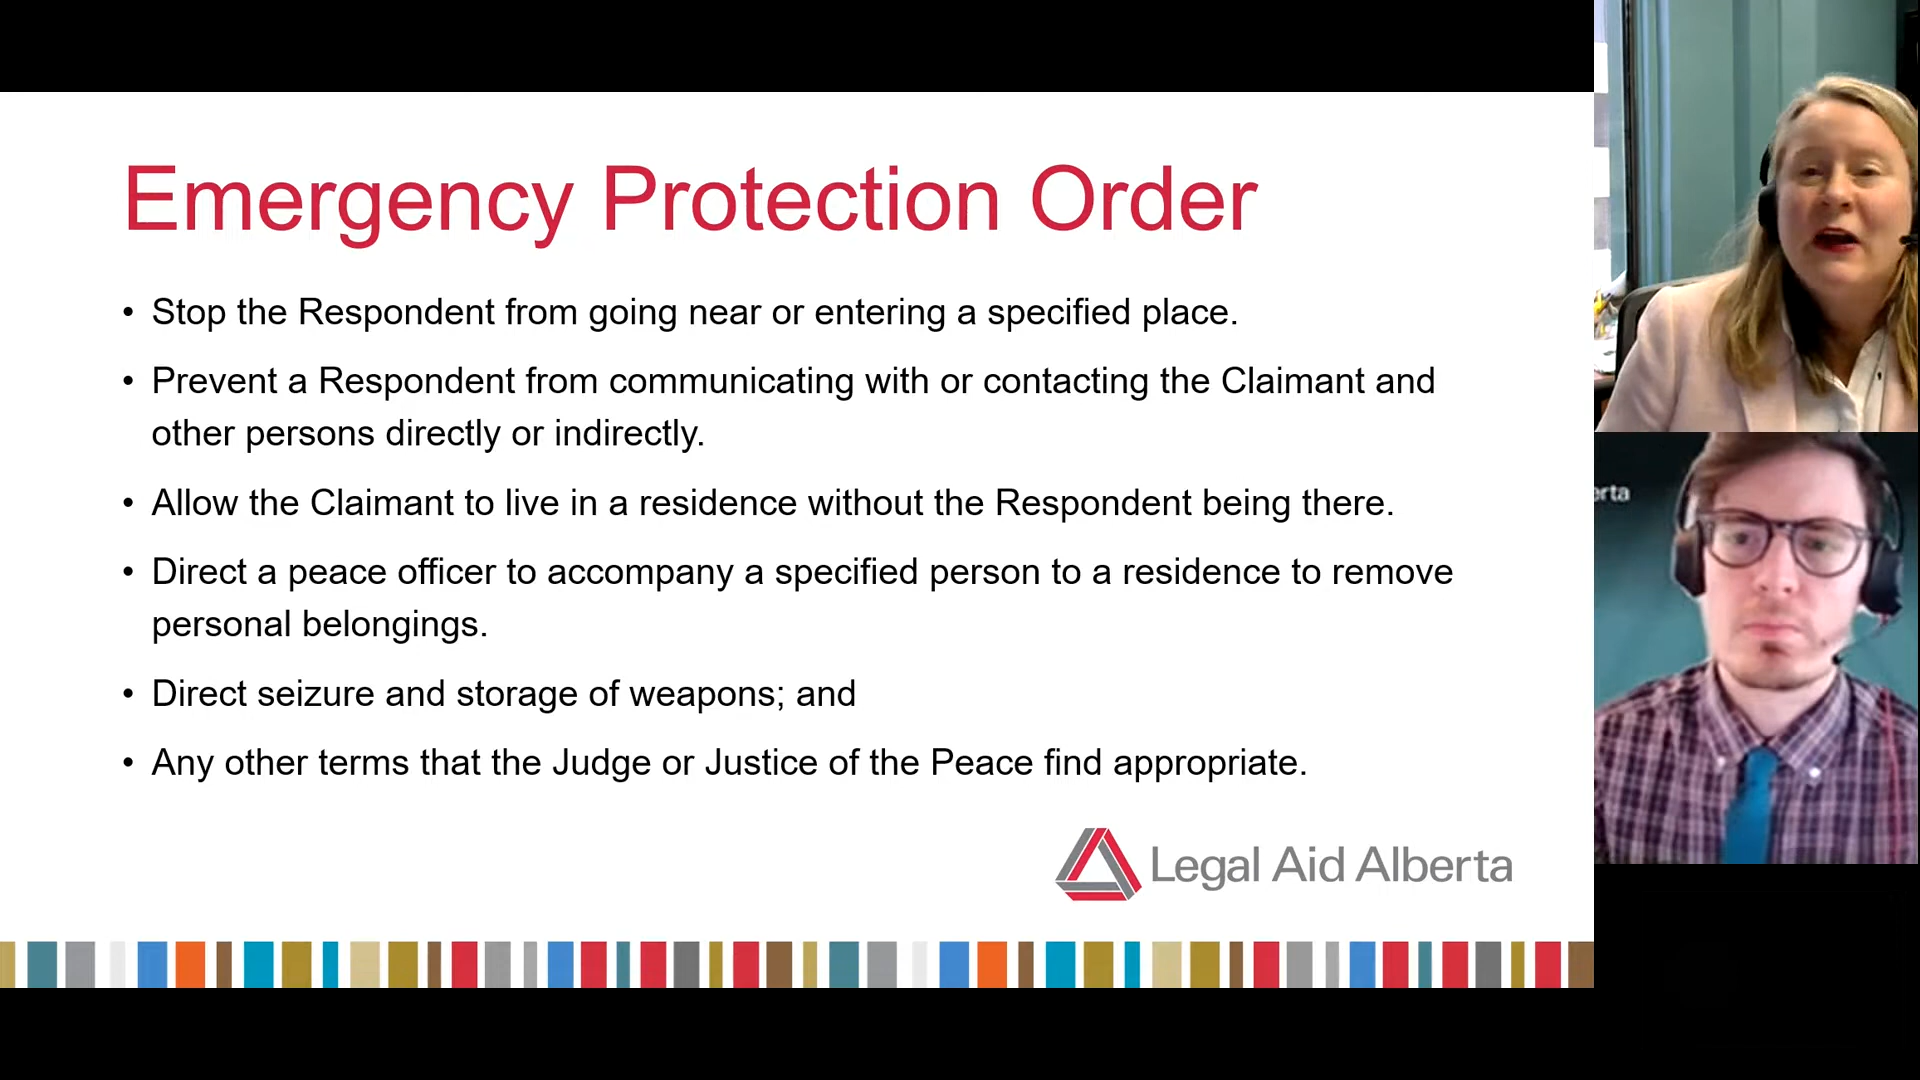 Emergency Protection Order
• Stop the Respondent from going near or entering a specified place.
• Prevent a Respondent from communicating with or contacting the Claimant and
other persons directly or indirectly.
• Allow the Claimant to live in a residence without the Respondent being there.
• Direct a peace officer to accompany a specified person to a residence to remove
personal belongings.
• Direct seizure and storage of weapons; and
• Any other terms that the Judge or Justice of the Peace find appropriate.
Legal Aid Alberta
erta